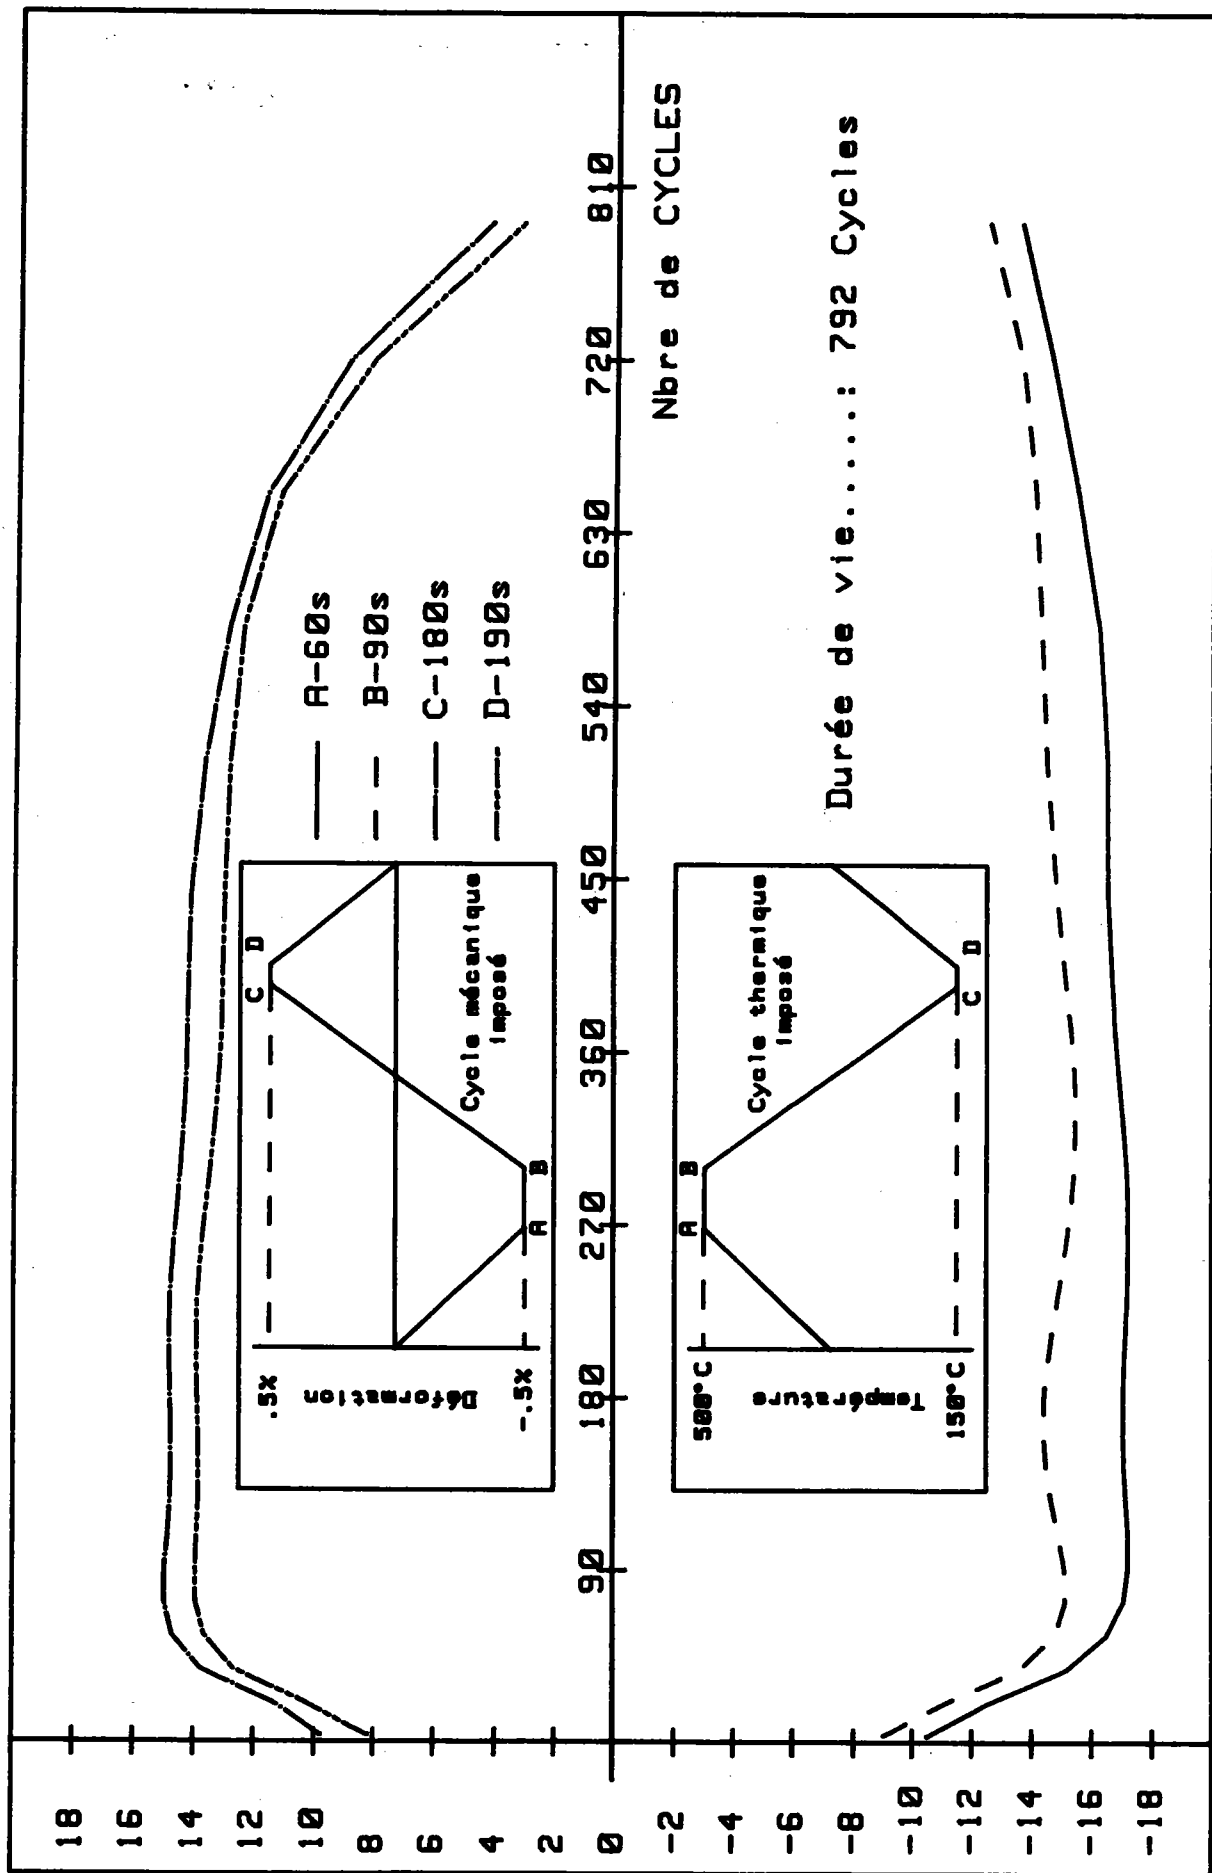 18
16
14
12
10
8
6
4
2
0
-2
-4
-6
-8
-10
-12
-14
-16
-18
90
180
270
360
450
540
630
720
810
Nbre de CYCLES
A-60s
B-90s
C-180s
D-190s
.5%
Déformation
-.5%
A
B
C
D
Cycle mécanique
imposé
500°C
Température
150°C
A
B
C
D
Cycle thermique
imposé
Durée de vie.....: 792 Cycles